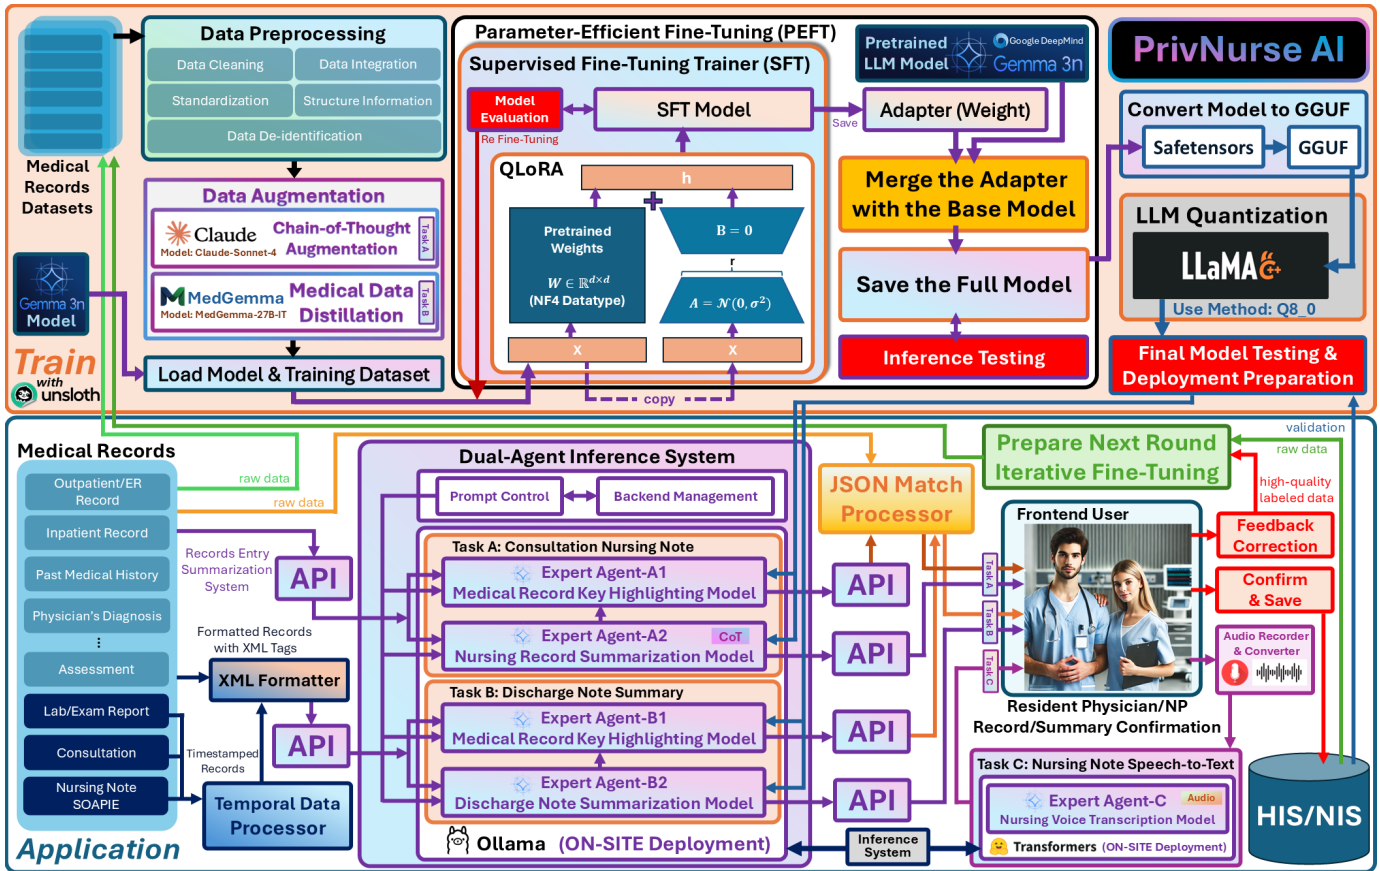 Data Preprocessing
Data Cleaning
Data Integration
Standardization
Structure Information
Data De-identification
Medical
Records
Datasets
Data Augmentation
Claude
Model: Claude-Sonnet-4
Chain-of-Thought
Augmentation
Task A
MedGemma
Model: MedGemma-27B-IT
Medical Data
Distillation
Task B
Gemma 3n
Model
Train
with
unsloth
Load Model & Training Dataset
Parameter-Efficient Fine-Tuning (PEFT)
Supervised Fine-Tuning Trainer (SFT)
Model
Evaluation
SFT Model
Re Fine-Tuning
Save
QLoRA
h
Pretrained
Weights
W ∈ ℝ^{d×d}
(NF4 Datatype)
B = 0
r
A = 𝒩(0, σ²)
X
X
copy
Pretrained
LLM Model
Google DeepMind
Gemma 3n
Adapter (Weight)
Merge the Adapter
with the Base Model
Save the Full Model
Inference Testing
PrivNurse AI
Convert Model to GGUF
Safetensors
GGUF
LLM Quantization
LLaMA C++
Use Method: Q8_0
Final Model Testing &
Deployment Preparation
Medical Records
Outpatient/ER
Record
Inpatient Record
Past Medical History
Physician's Diagnosis
⋮
Assessment
Lab/Exam Report
Consultation
Nursing Note
SOAPIE
Application
raw data
raw data
Records Entry
Summarization
System
API
Formatted Records
with XML Tags
XML Formatter
API
Timestamped
Records
Temporal Data
Processor
Dual-Agent Inference System
Prompt Control
Backend Management
Task A: Consultation Nursing Note
Expert Agent-A1
Medical Record Key Highlighting Model
Expert Agent-A2
CoT
Nursing Record Summarization Model
Task B: Discharge Note Summary
Expert Agent-B1
Medical Record Key Highlighting Model
Expert Agent-B2
Discharge Note Summarization Model
Ollama (ON-SITE Deployment)
JSON Match
Processor
API
API
API
API
Inference
System
Prepare Next Round
Iterative Fine-Tuning
validation
raw data
high-quality
labeled data
Frontend User
Task A
Task B
Task C
Resident Physician/NP
Record/Summary Confirmation
Feedback
Correction
Confirm
& Save
Audio Recorder
& Converter
Task C: Nursing Note Speech-to-Text
Expert Agent-C
Audio
Nursing Voice Transcription Model
Transformers (ON-SITE Deployment)
HIS/NIS